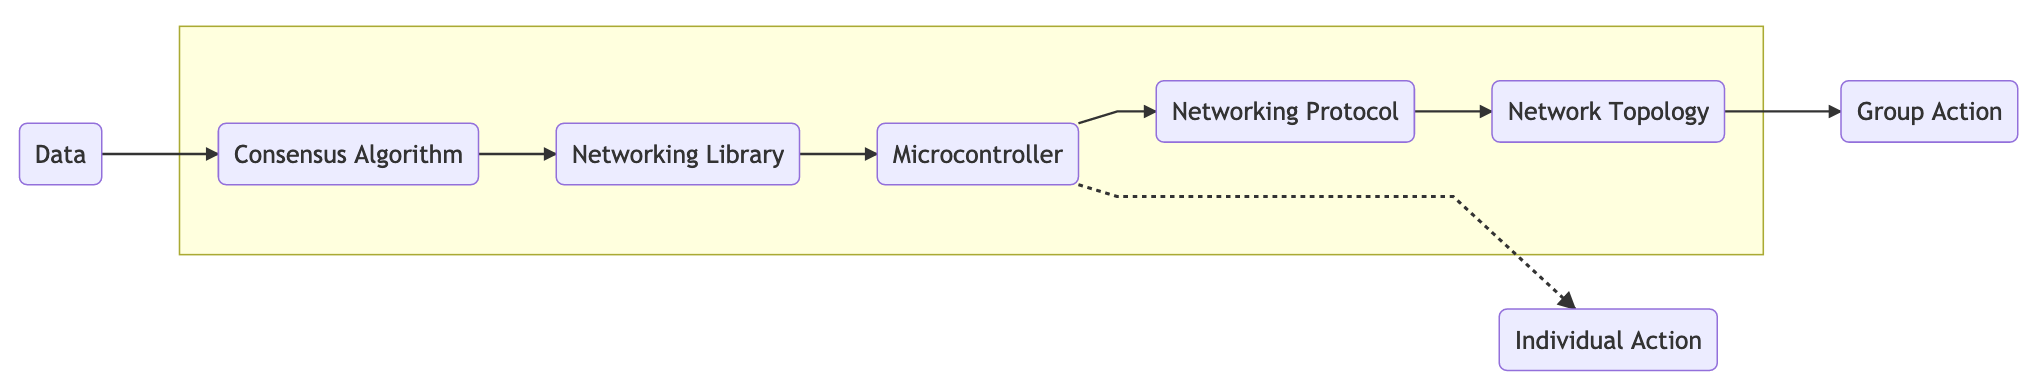 Data
Consensus Algorithm
Networking Library
Microcontroller
Networking Protocol
Network Topology
Group Action
Individual Action